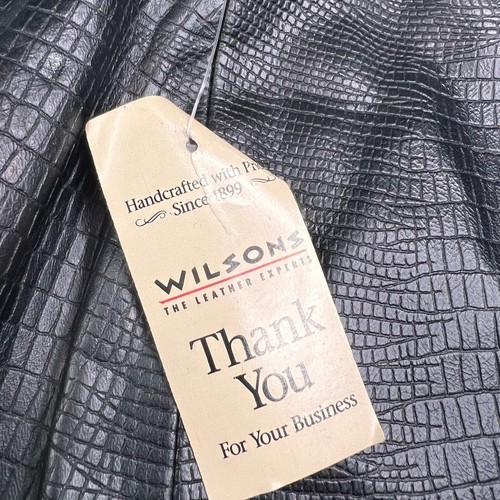 Handcrafted with
Since 1899
WILSONS
THE LEATHER EXPERTS
Thank
You
For Your Business